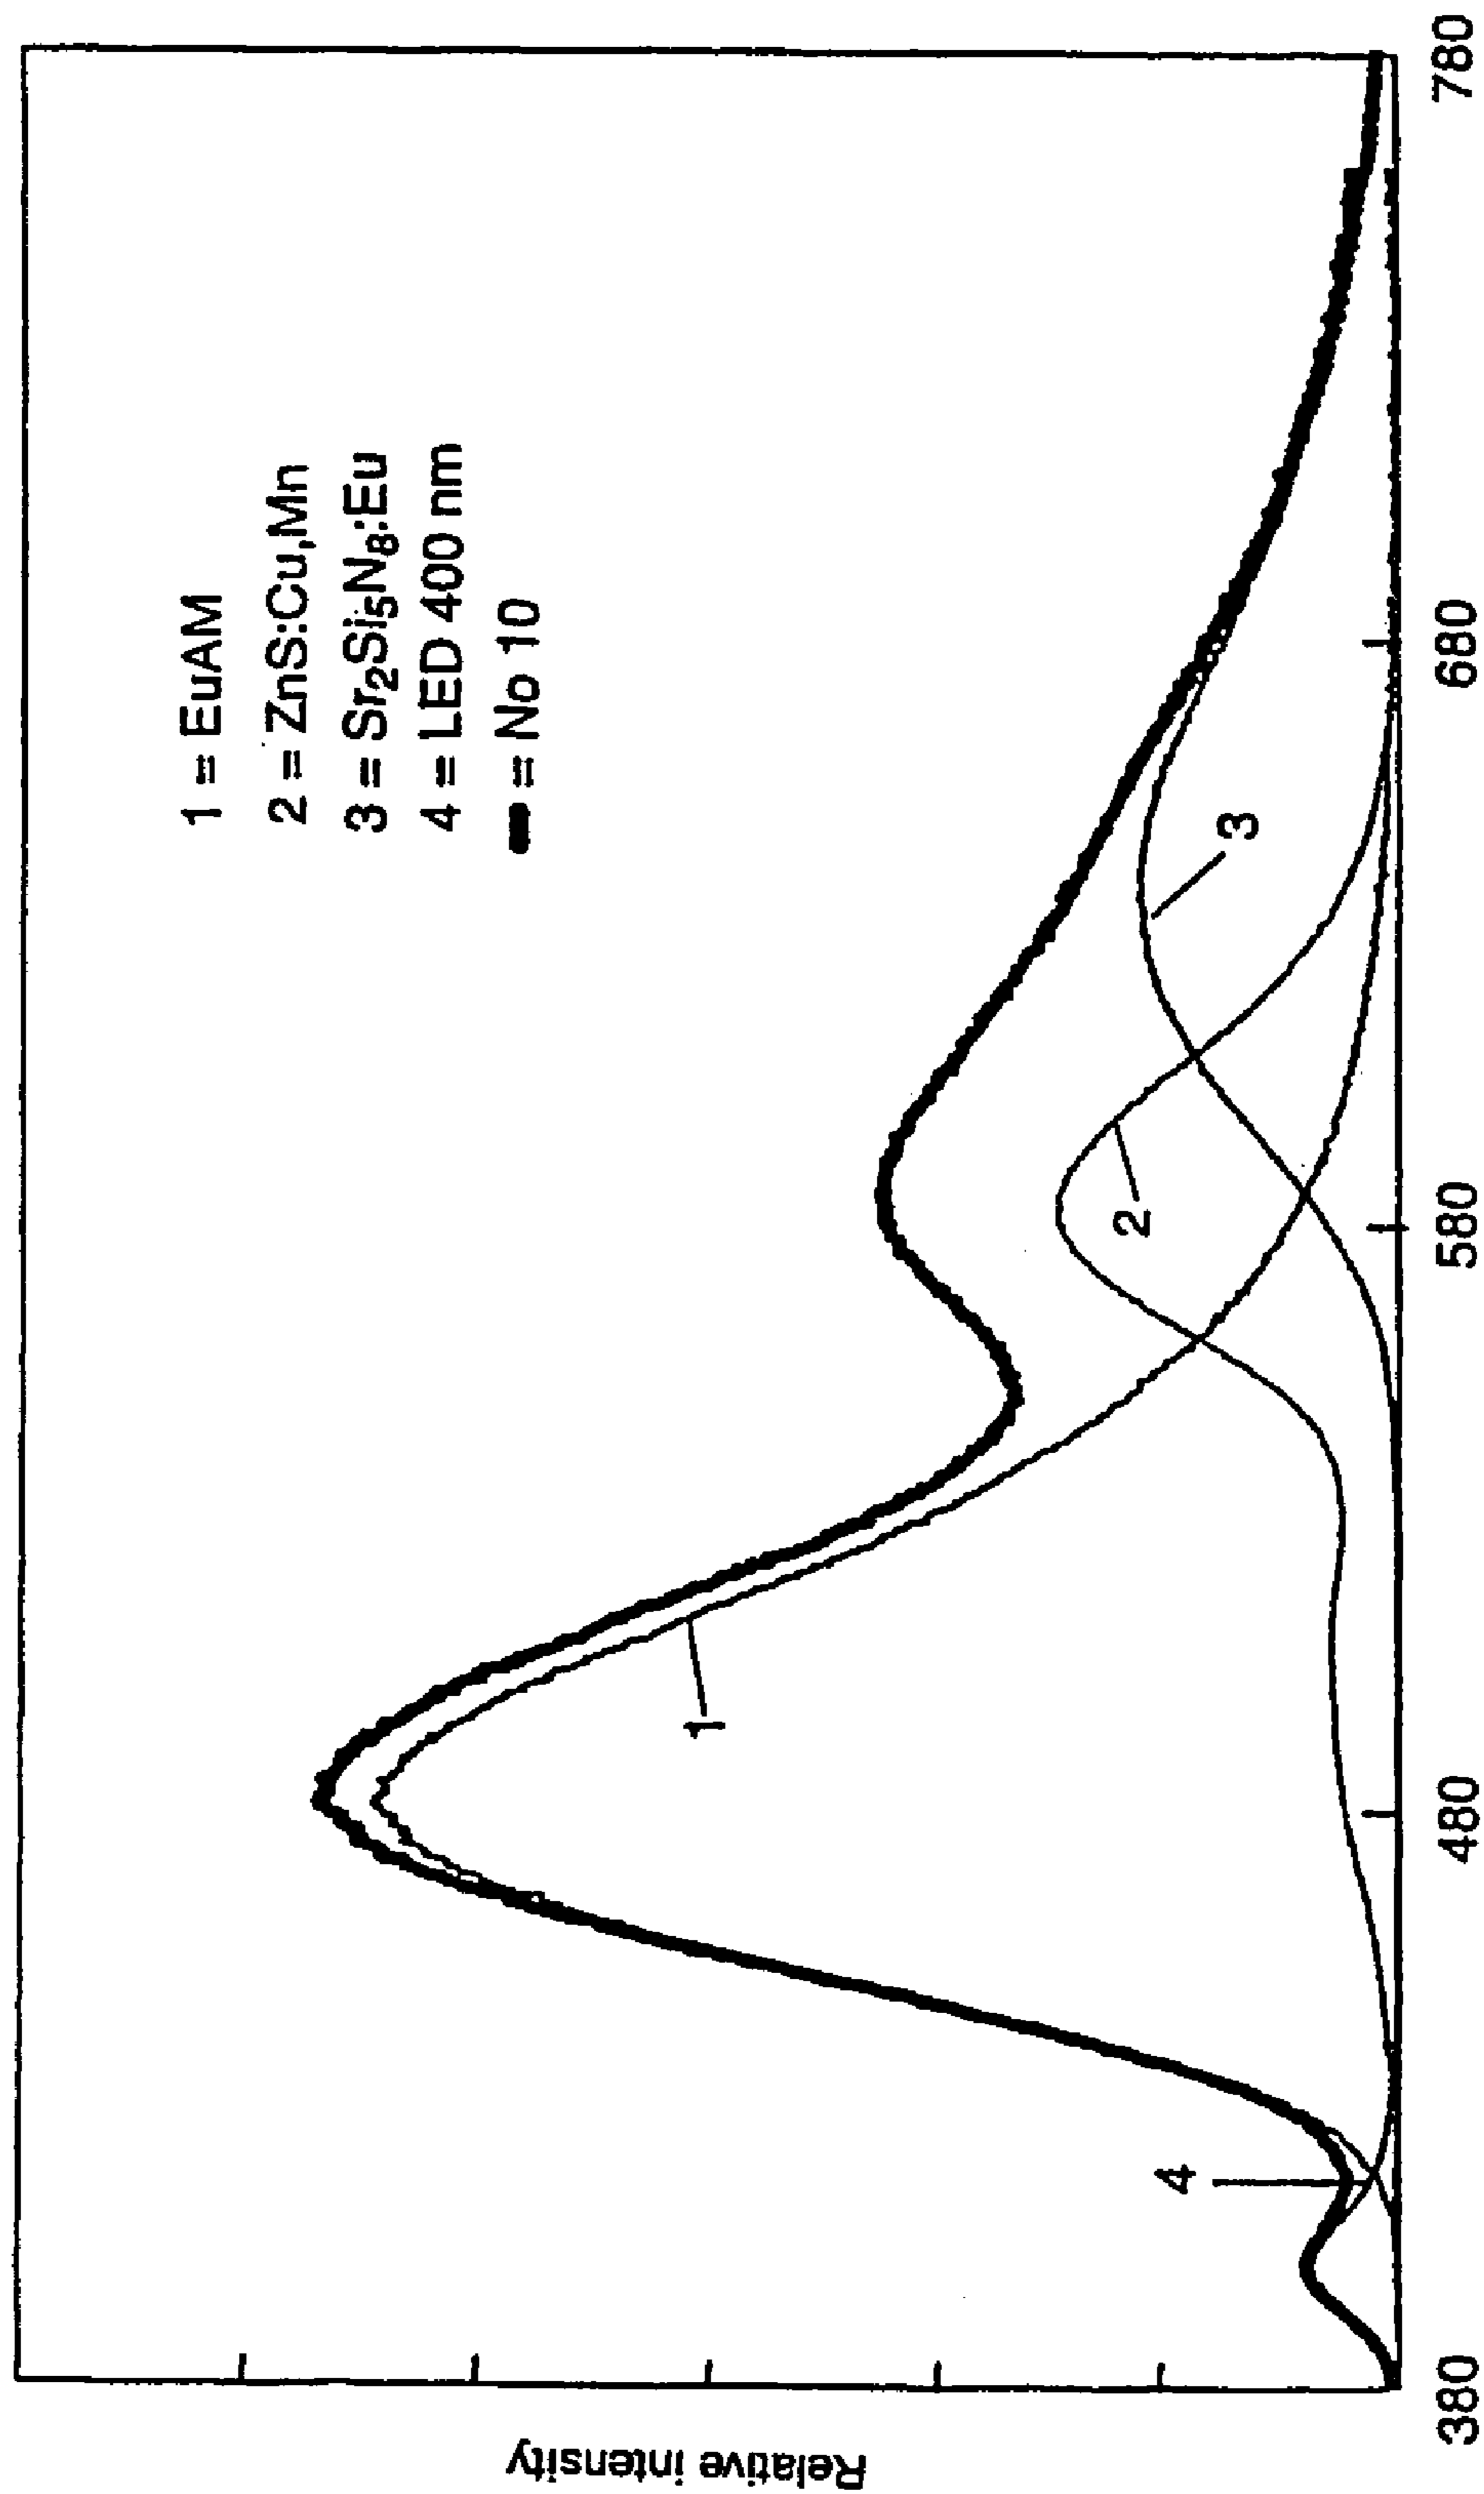 1 = EuAM
2 = ZnS:Cu,Mn
3 = Sr₂Si₅N₈:Eu
4 = LED 400 nm
= No 10
Relative intensity
1
2
3
4
380
480
580
680
780